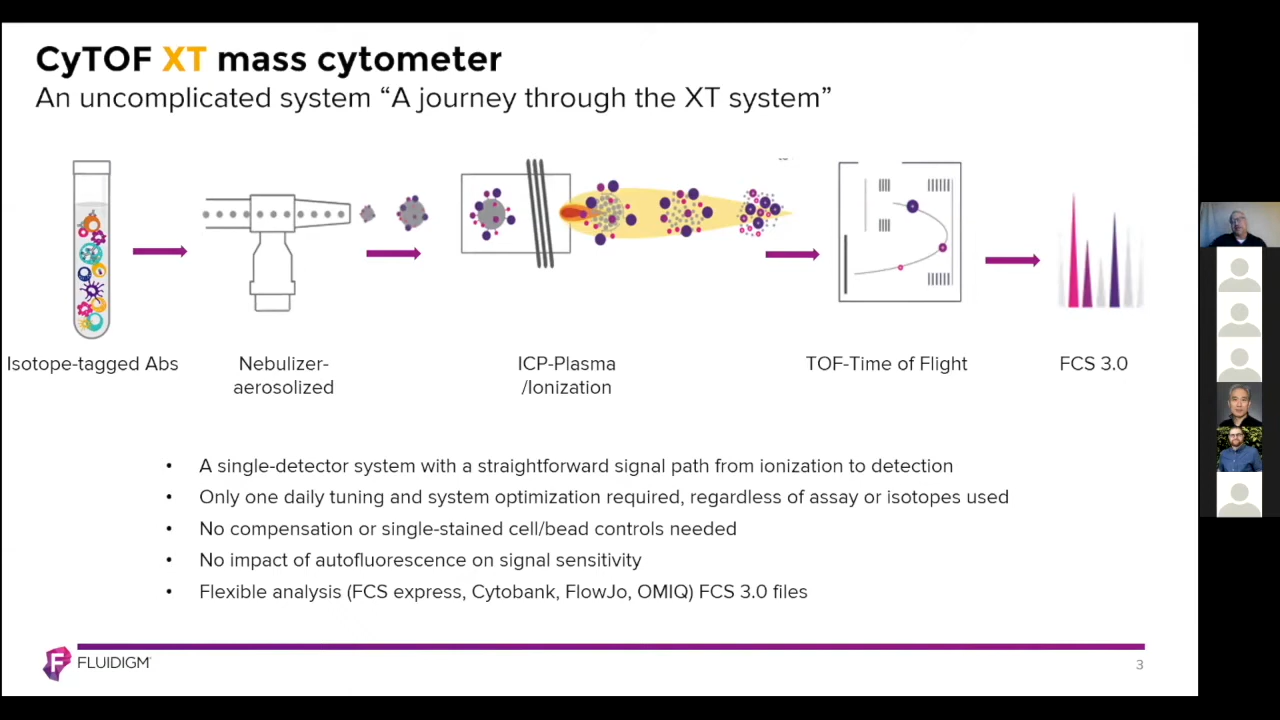 CyTOF XT mass cytometer
An uncomplicated system “A journey through the XT system”
Isotope-tagged Abs
Nebulizer-
aerosolized
ICP-Plasma
/Ionization
TOF-Time of Flight
FCS 3.0
• A single-detector system with a straightforward signal path from ionization to detection
• Only one daily tuning and system optimization required, regardless of assay or isotopes used
• No compensation or single-stained cell/bead controls needed
• No impact of autofluorescence on signal sensitivity
• Flexible analysis (FCS express, Cytobank, FlowJo, OMIQ) FCS 3.0 files
F FLUIDIGM
3